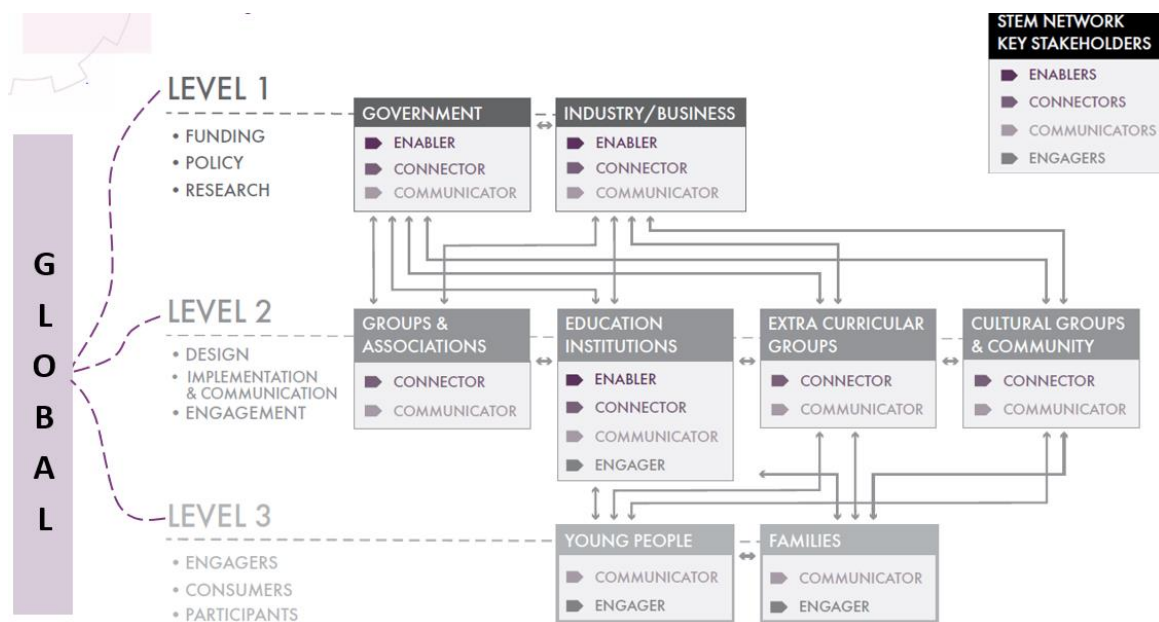 STEM NETWORK
KEY STAKEHOLDERS
ENABLERS
CONNECTORS
COMMUNICATORS
ENGAGERS
GLOBAL
LEVEL 1
• FUNDING
• POLICY
• RESEARCH
GOVERNMENT
ENABLER
CONNECTOR
COMMUNICATOR
INDUSTRY/BUSINESS
ENABLER
CONNECTOR
COMMUNICATOR
LEVEL 2
• DESIGN
• IMPLEMENTATION
& COMMUNICATION
• ENGAGEMENT
GROUPS &
ASSOCIATIONS
CONNECTOR
COMMUNICATOR
EDUCATION
INSTITUTIONS
ENABLER
CONNECTOR
COMMUNICATOR
ENGAGER
EXTRA CURRICULAR
GROUPS
CONNECTOR
COMMUNICATOR
CULTURAL GROUPS
& COMMUNITY
CONNECTOR
COMMUNICATOR
LEVEL 3
• ENGAGERS
• CONSUMERS
• PARTICIPANTS
YOUNG PEOPLE
COMMUNICATOR
ENGAGER
FAMILIES
COMMUNICATOR
ENGAGER